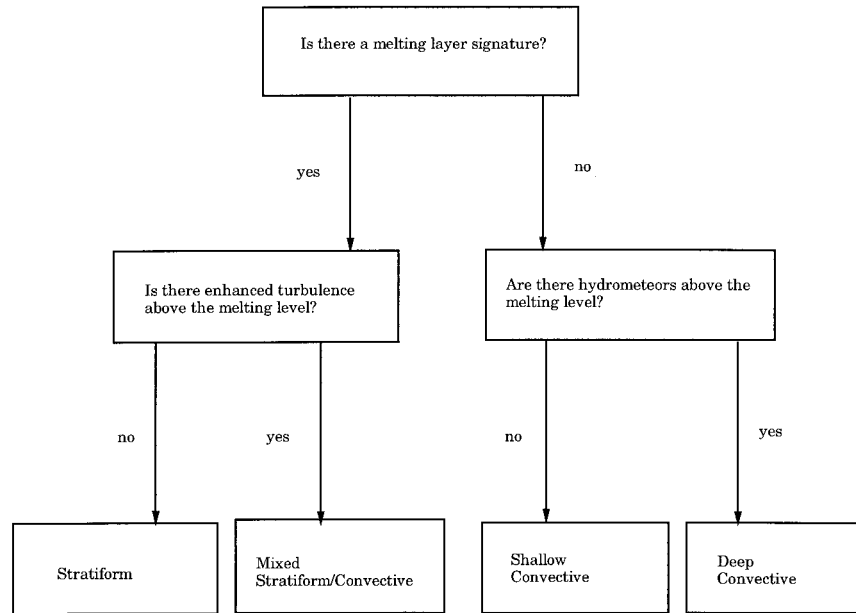 Is there a melting layer signature?
yes
no
Is there enhanced turbulence
above the melting level?
Are there hydrometeors above the
melting level?
no
yes
no
yes
Stratiform
Mixed
Stratiform/Convective
Shallow
Convective
Deep
Convective